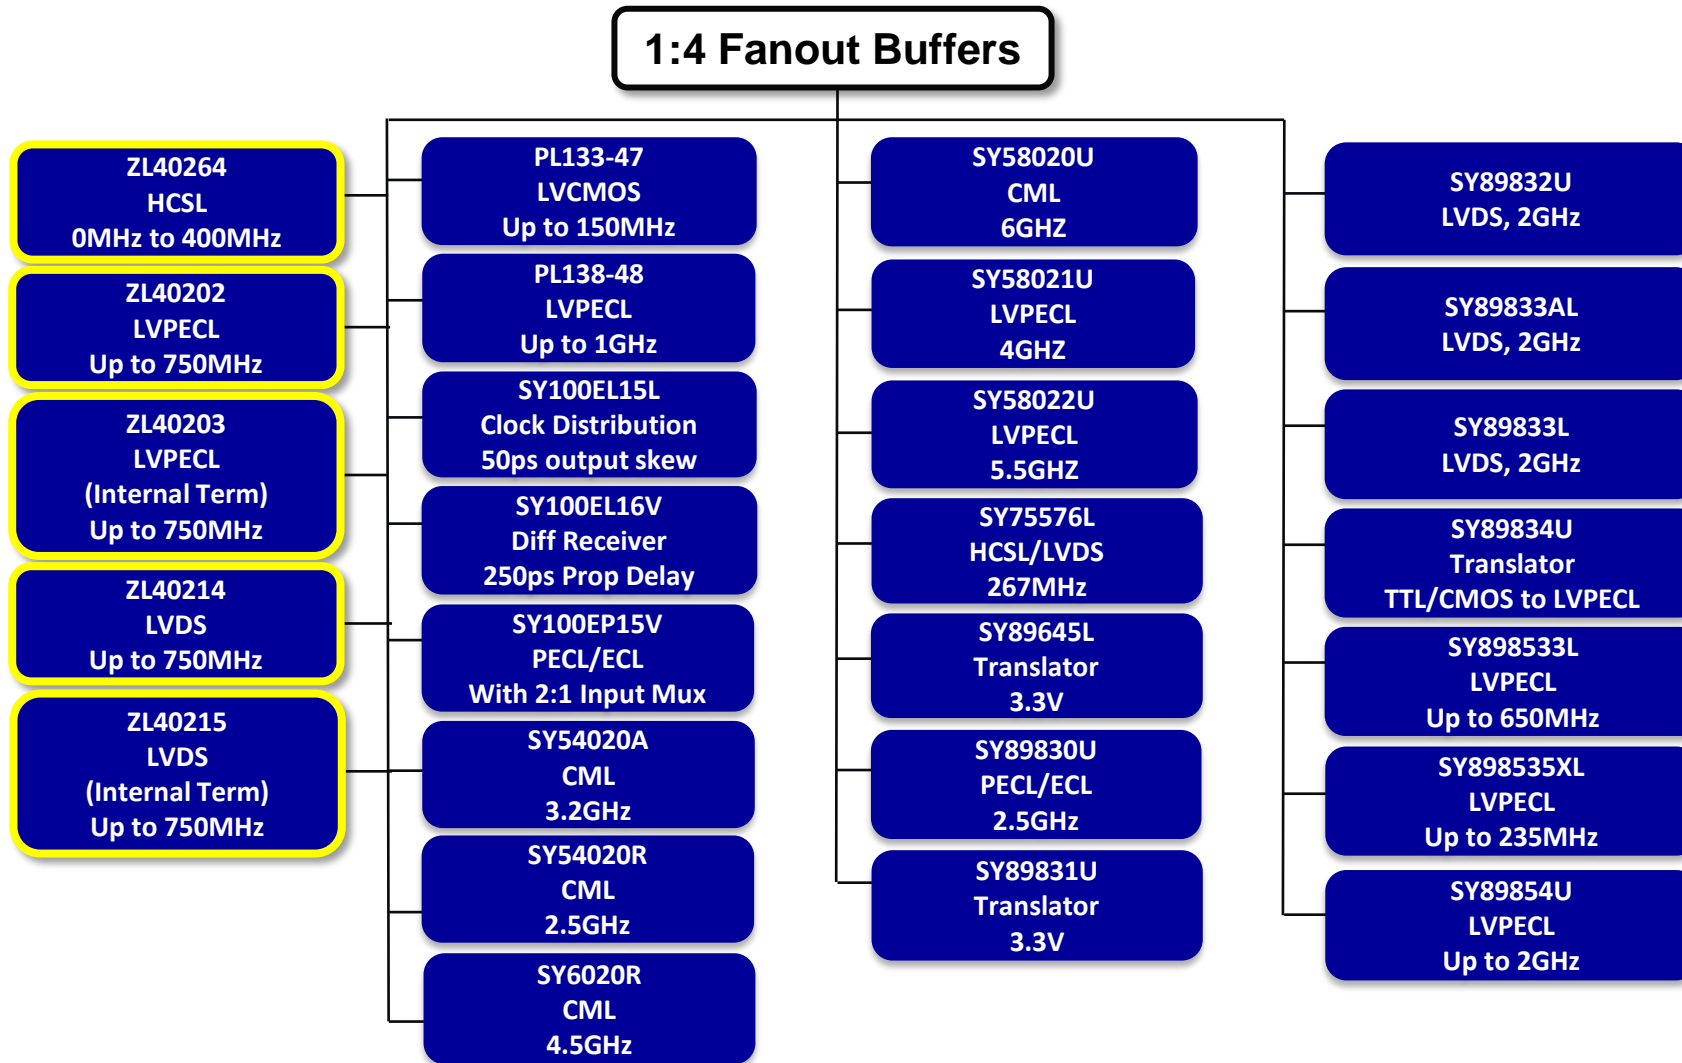 1:4 Fanout Buffers
ZL40264
HCSL
0MHz to 400MHz
ZL40202
LVPECL
Up to 750MHz
ZL40203
LVPECL
(Internal Term)
Up to 750MHz
ZL40214
LVDS
Up to 750MHz
ZL40215
LVDS
(Internal Term)
Up to 750MHz
PL133-47
LVCMOS
Up to 150MHz
PL138-48
LVPECL
Up to 1GHz
SY100EL15L
Clock Distribution
50ps output skew
SY100EL16V
Diff Receiver
250ps Prop Delay
SY100EP15V
PECL/ECL
With 2:1 Input Mux
SY54020A
CML
3.2GHz
SY54020R
CML
2.5GHz
SY6020R
CML
4.5GHz
SY58020U
CML
6GHZ
SY58021U
LVPECL
4GHZ
SY58022U
LVPECL
5.5GHZ
SY75576L
HCSL/LVDS
267MHz
SY89645L
Translator
3.3V
SY89830U
PECL/ECL
2.5GHz
SY89831U
Translator
3.3V
SY89832U
LVDS, 2GHz
SY89833AL
LVDS, 2GHz
SY89833L
LVDS, 2GHz
SY89834U
Translator
TTL/CMOS to LVPECL
SY898533L
LVPECL
Up to 650MHz
SY898535XL
LVPECL
Up to 235MHz
SY89854U
LVPECL
Up to 2GHz